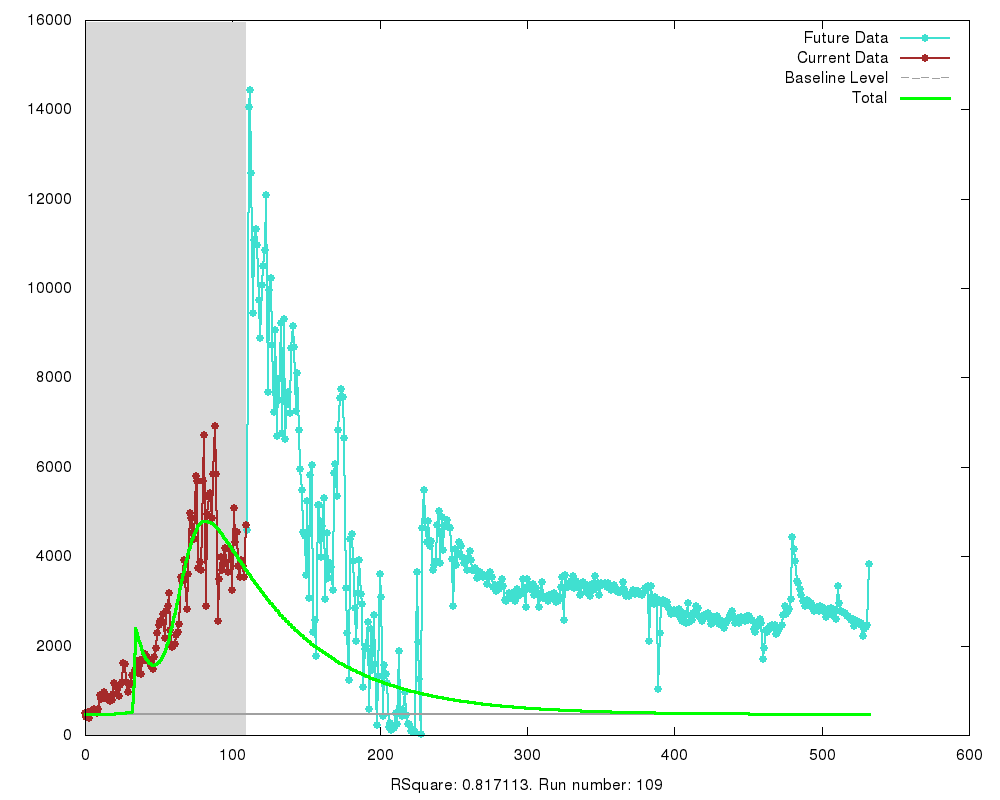 16000
14000
12000
10000
8000
6000
4000
2000
0
Future Data
Current Data
Baseline Level
Total
0 100 200 300 400 500 600
RSquare: 0.817113. Run number: 109